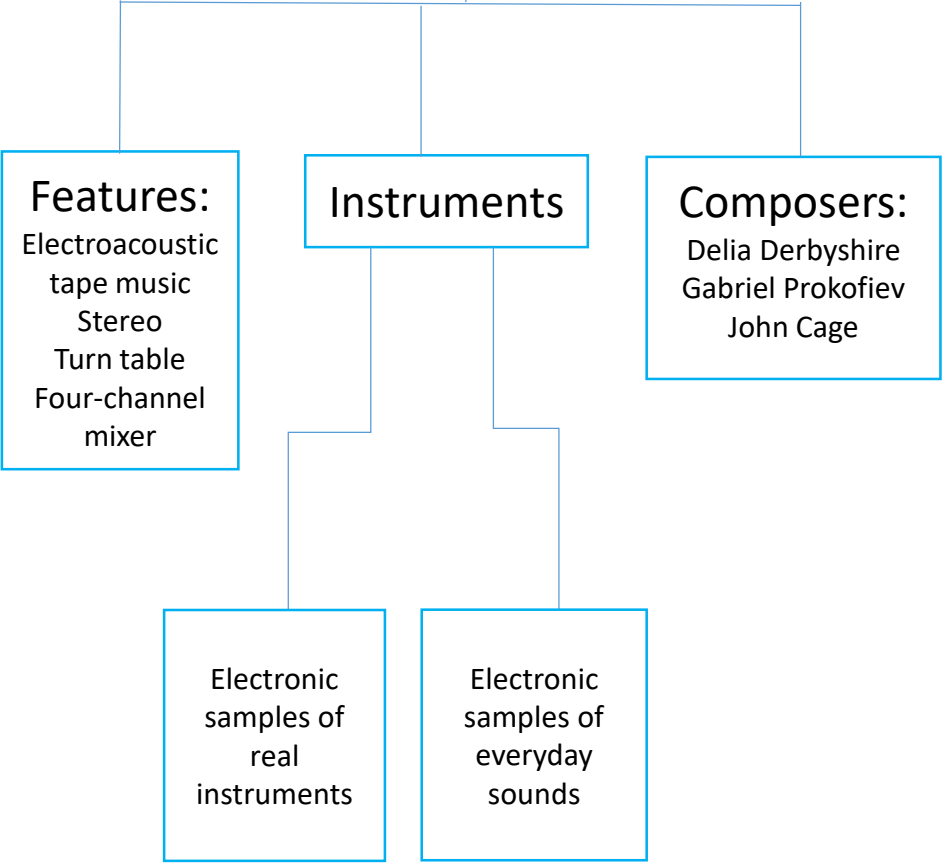 Features:
Electroacoustic
tape music
Stereo
Turn table
Four-channel
mixer
Instruments
Composers:
Delia Derbyshire
Gabriel Prokofiev
John Cage
Electronic
samples of
real
instruments
Electronic
samples of
everyday
sounds